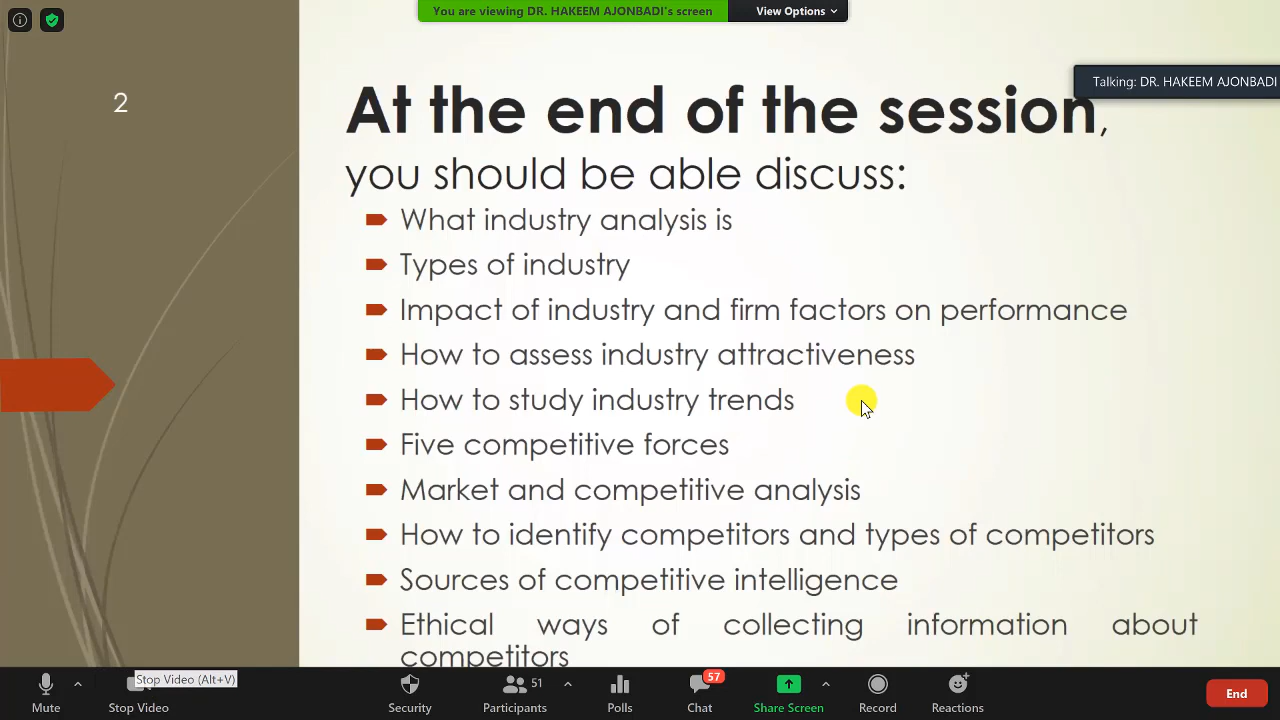 You are viewing DR. HAKEEM AJONBADI's screen
View Options
Talking: DR. HAKEEM AJONBADI
2
At the end of the session,
you should be able discuss:
What industry analysis is
Types of industry
Impact of industry and firm factors on performance
How to assess industry attractiveness
How to study industry trends
Five competitive forces
Market and competitive analysis
How to identify competitors and types of competitors
Sources of competitive intelligence
Ethical ways of collecting information about
competitors
Stop Video (Alt+V)
51
57
Mute
Stop Video
Security
Participants
Polls
Chat
Share Screen
Record
Reactions
End